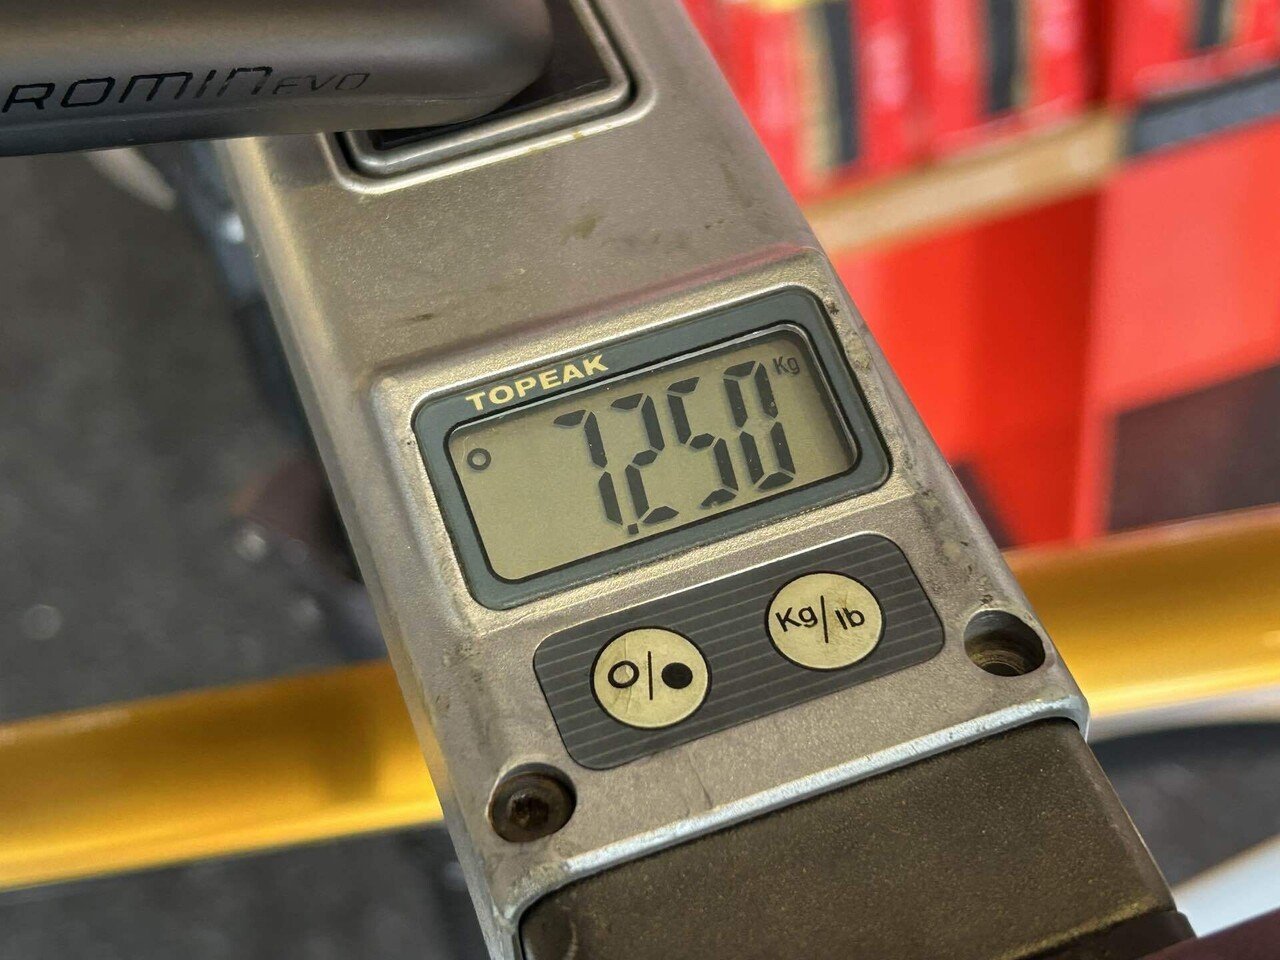 ROMIN EVO
TOPEAK
7.250 Kg
O/●
Kg/lb